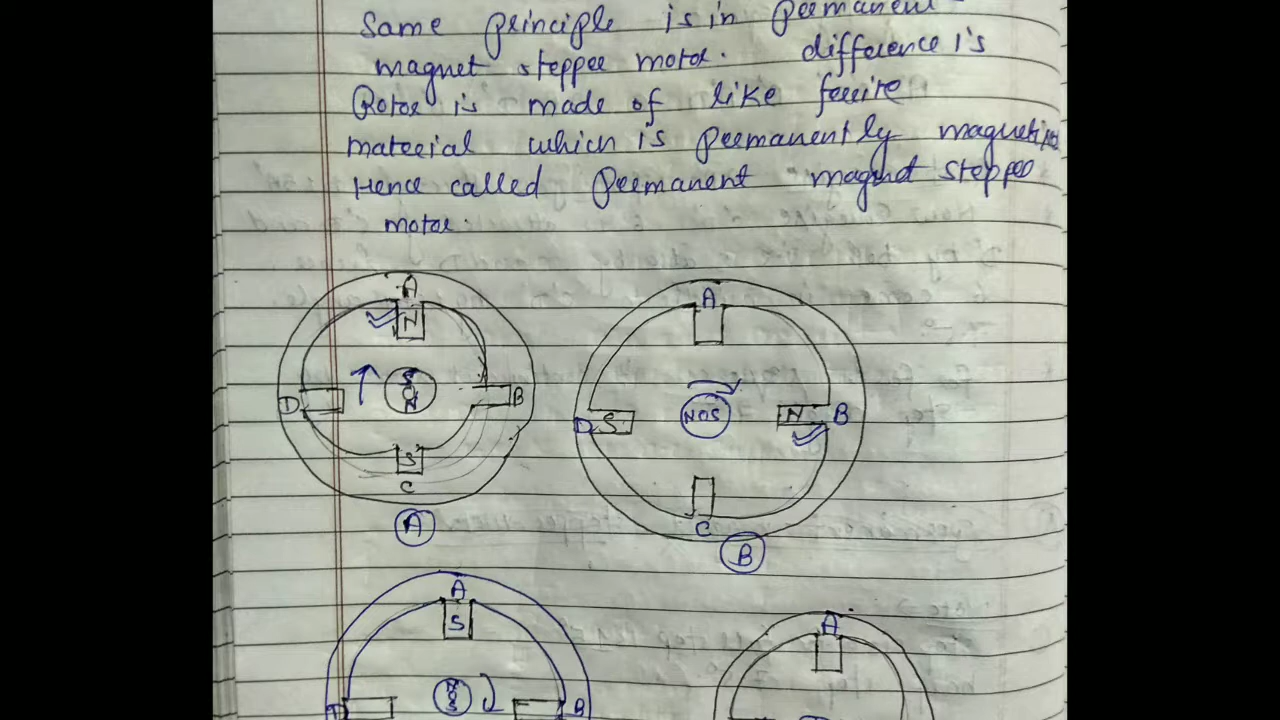 Same principle is in permanent
magnet stepper motor. difference is
Rotor is made of like ferrite
material which is permanently
Hence called permanent magnet stepper
motor.
A
N
S
N
D
B
S
C
A
A
D
S
NOS
N
B
C
B
A
S
N
S
B
A